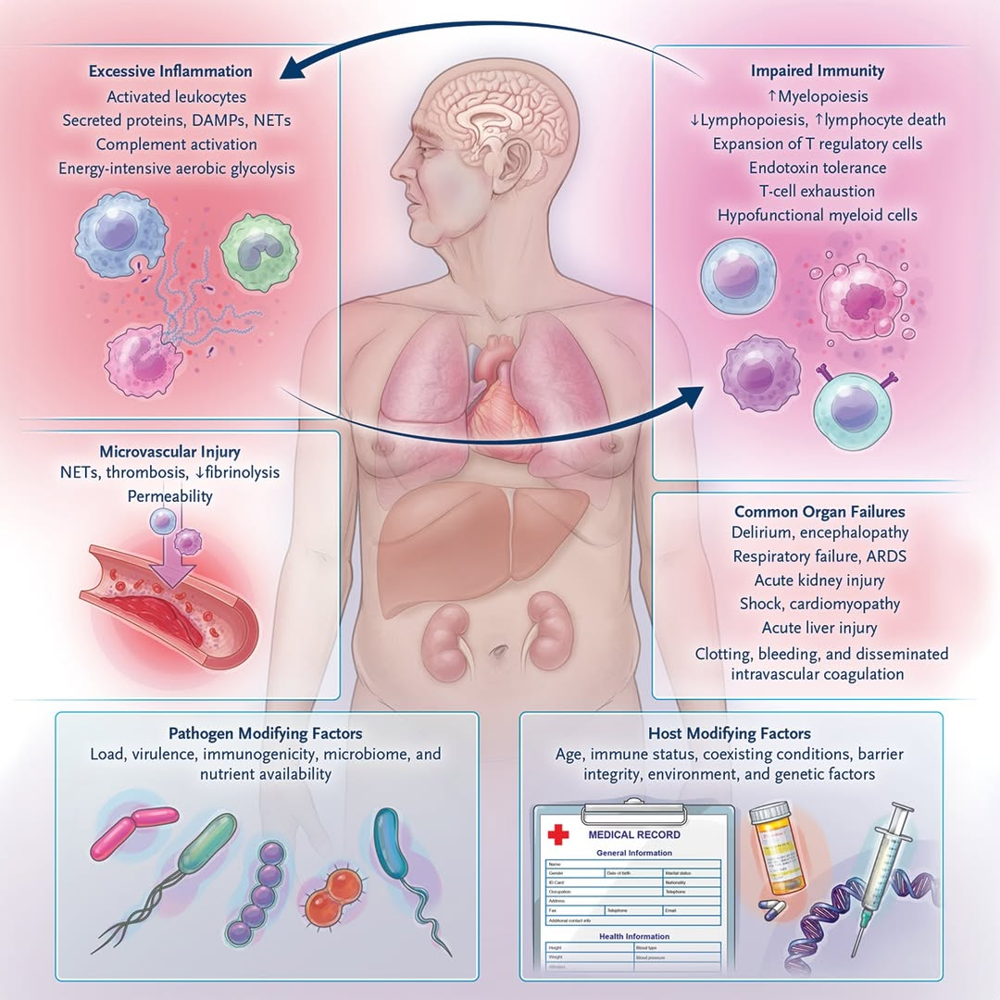 Excessive Inflammation
Activated leukocytes
Secreted proteins, DAMPs, NETs
Complement activation
Energy-intensive aerobic glycolysis
Impaired Immunity
↑Myelopoiesis
↓Lymphopoiesis, ↑lymphocyte death
Expansion of T regulatory cells
Endotoxin tolerance
T-cell exhaustion
Hypofunctional myeloid cells
Microvascular Injury
NETs, thrombosis, ↓fibrinolysis
Permeability
Common Organ Failures
Delirium, encephalopathy
Respiratory failure, ARDS
Acute kidney injury
Shock, cardiomyopathy
Acute liver injury
Clotting, bleeding, and disseminated
intravascular coagulation
Pathogen Modifying Factors
Load, virulence, immunogenicity, microbiome, and
nutrient availability
Host Modifying Factors
Age, immune status, coexisting conditions, barrier
integrity, environment, and genetic factors
MEDICAL RECORD
General Information
Name
Gender Date of birth Marital status
ID Card Nationality
Occupation Telephone
Address
Fax Telephone Email
Additional contact info
Health Information
Height Blood type
Weight Blood pressure